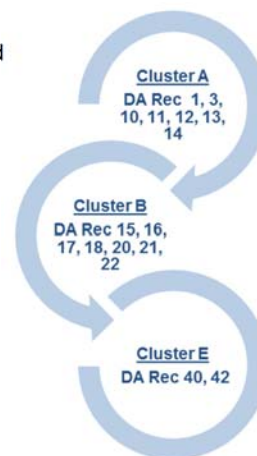 Cluster A
DA Rec 1, 3,
10, 11, 12, 13,
14
Cluster B
DA Rec 15, 16,
17, 18, 20, 21,
22
Cluster E
DA Rec 40, 42